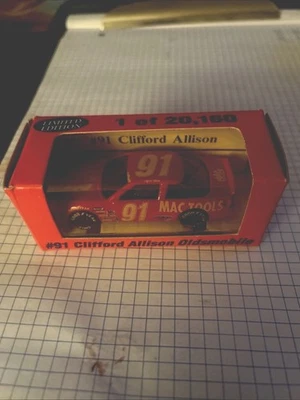 LIMITED
EDITION
1 of 20,160
#91 Clifford Allison
91
91
MAC TOOLS
#91 Clifford Allison Oldsmobile